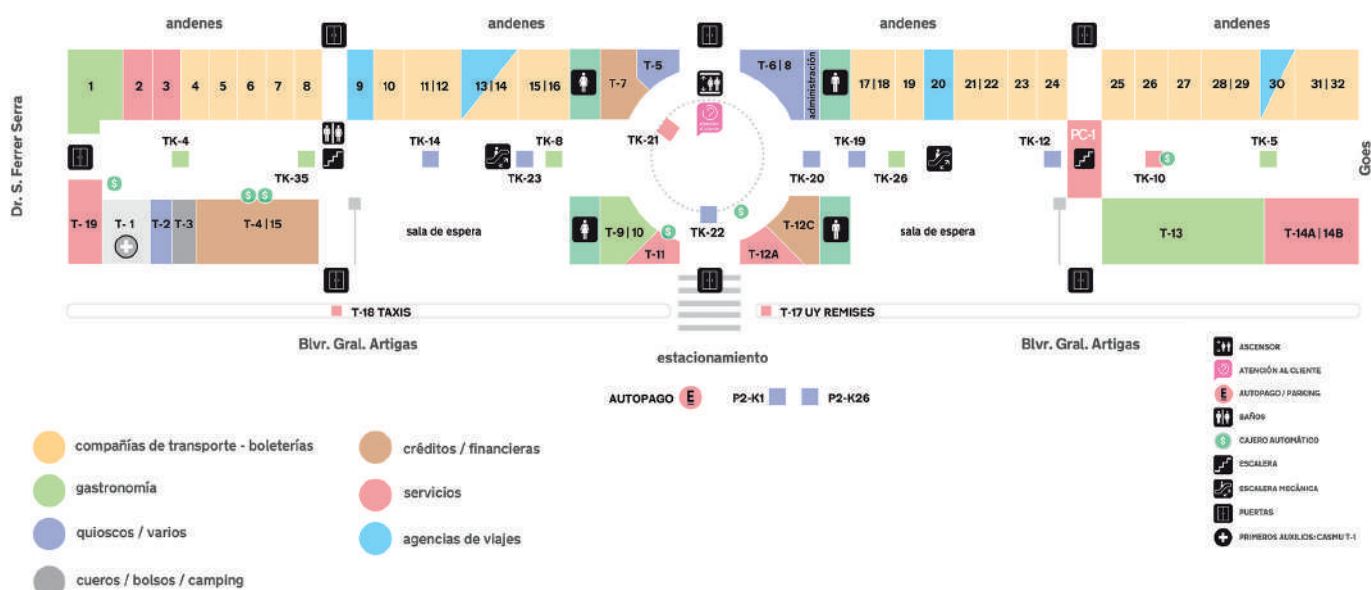 andenes
andenes
andenes
andenes
Dr. S. Ferrer Serra
1
2
3
4
5
6
7
8
9
10
11|12
13|14
15|16
T-7
T-5
T-6|8
administración
17|18
19
20
21|22
23
24
25
26
27
28|29
30
31|32
Goes
TK-4
TK-35
TK-14
TK-23
TK-8
TK-21
atención al cliente
TK-20
TK-19
TK-26
TK-12
PC-1
TK-10
TK-5
T-19
T-1
T-2
T-3
T-4|15
sala de espera
T-9|10
T-11
TK-22
T-12A
T-12C
sala de espera
T-13
T-14A|14B
T-18 TAXIS
T-17 UY REMISES
Blvr. Gral. Artigas
Blvr. Gral. Artigas
estacionamiento
AUTOPAGO E
P2-K1
P2-K26
compañías de transporte - boleterías
gastronomía
quioscos / varios
cueros / bolsos / camping
créditos / financieras
servicios
agencias de viajes
ASCENSOR
ATENCIÓN AL CLIENTE
E AUTOPAGO / PARKING
BAÑOS
$ CAJERO AUTOMÁTICO
ESCALERA
ESCALERA MECÁNICA
PUERTAS
PRIMEROS AUXILIOS: CASMU T-1